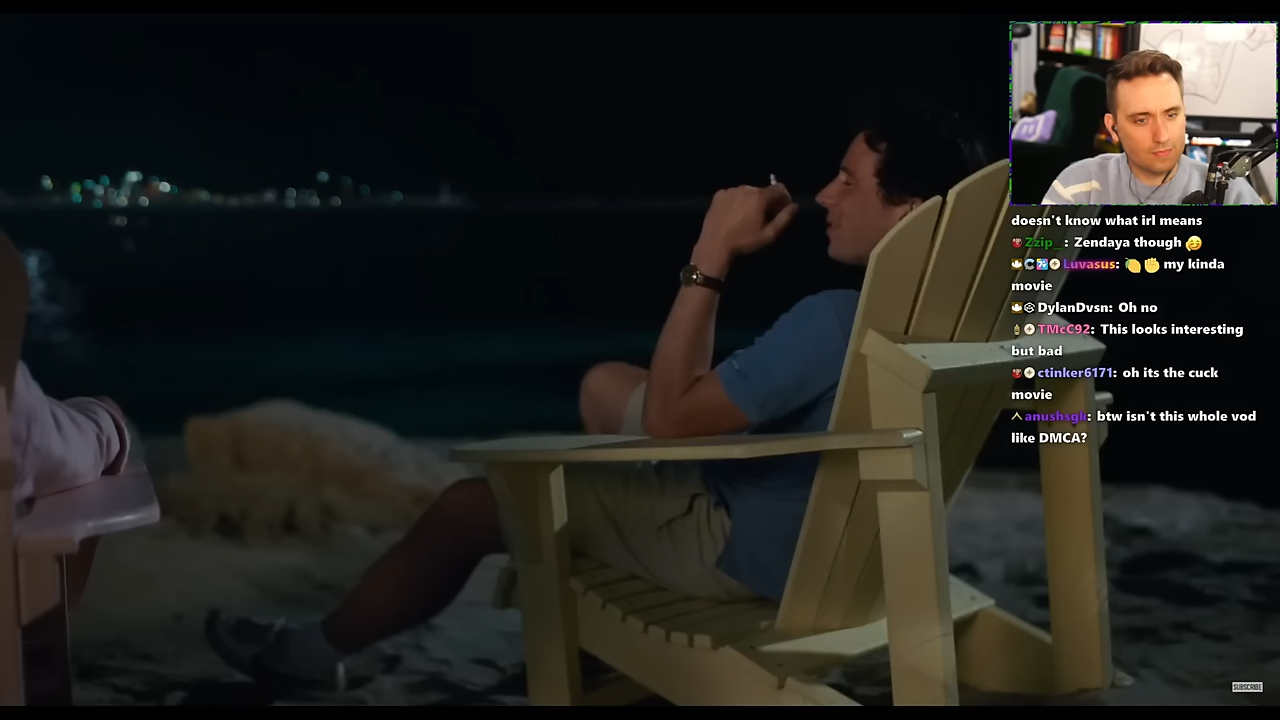 doesn't know what irl means
Zzip_: Zendaya though
Luvasus: my kinda
movie
DylanDvsn: Oh no
TMcC92: This looks interesting
but bad
ctinker6171: oh its the cuck
movie
anushsgh: btw isn't this whole vod
like DMCA?
SUBSCRIBE